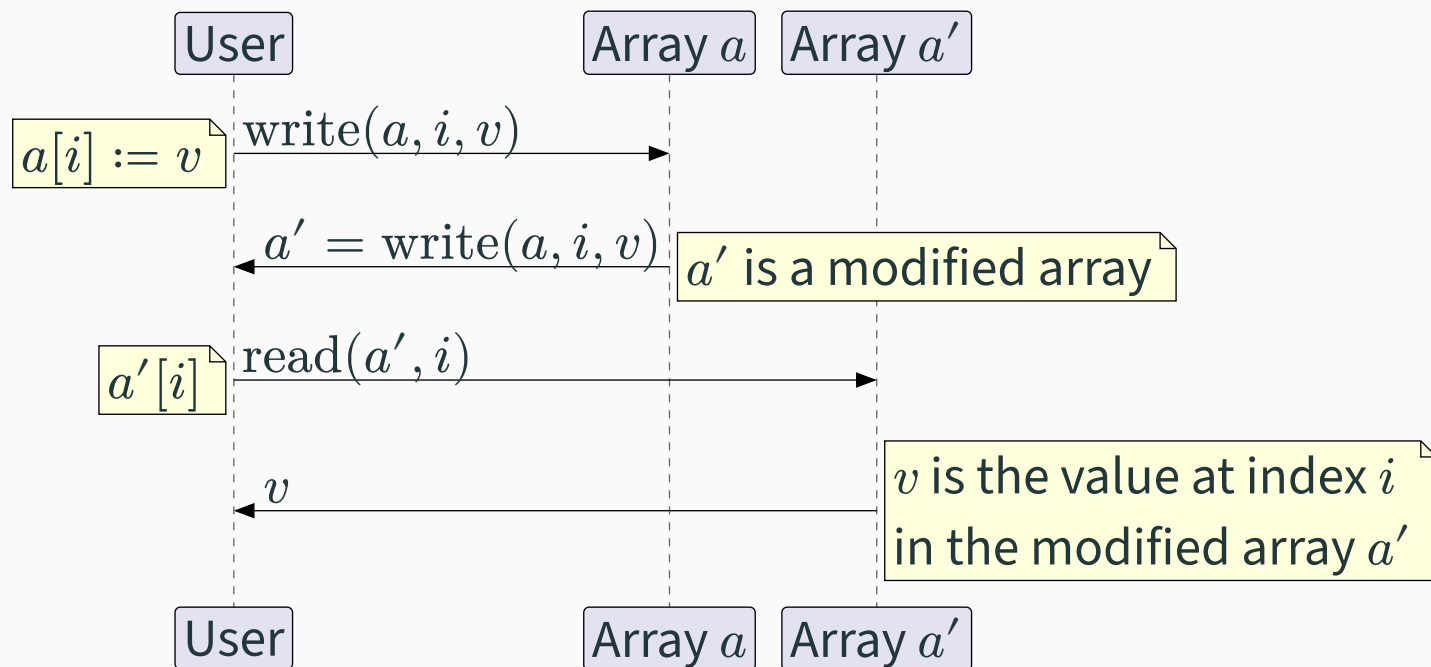 User
Array a
Array a′
a[i] := v
write(a, i, v)
a′ = write(a, i, v)
a′ is a modified array
a′[i]
read(a′, i)
v
v is the value at index i
in the modified array a′
User
Array a
Array a′